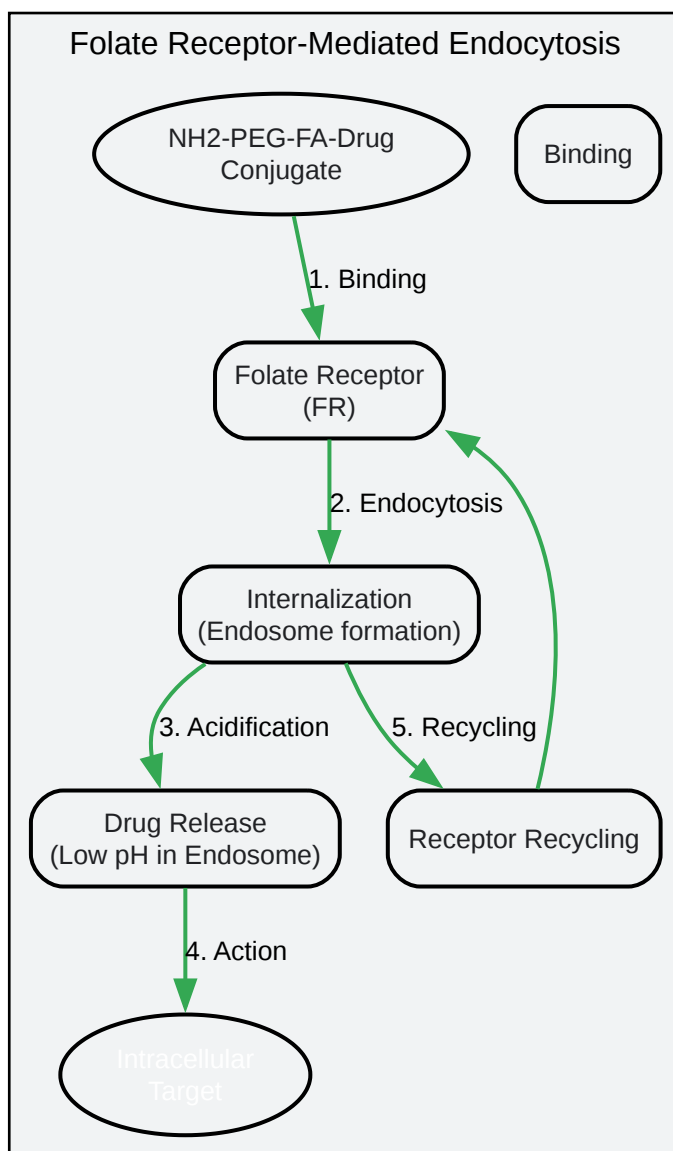 Folate Receptor-Mediated Endocytosis
NH2-PEG-FA-Drug
Conjugate
Binding
1. Binding
Folate Receptor
(FR)
2. Endocytosis
Internalization
(Endosome formation)
3. Acidification
5. Recycling
Drug Release
(Low pH in Endosome)
Receptor Recycling
4. Action
Intracellular
Target